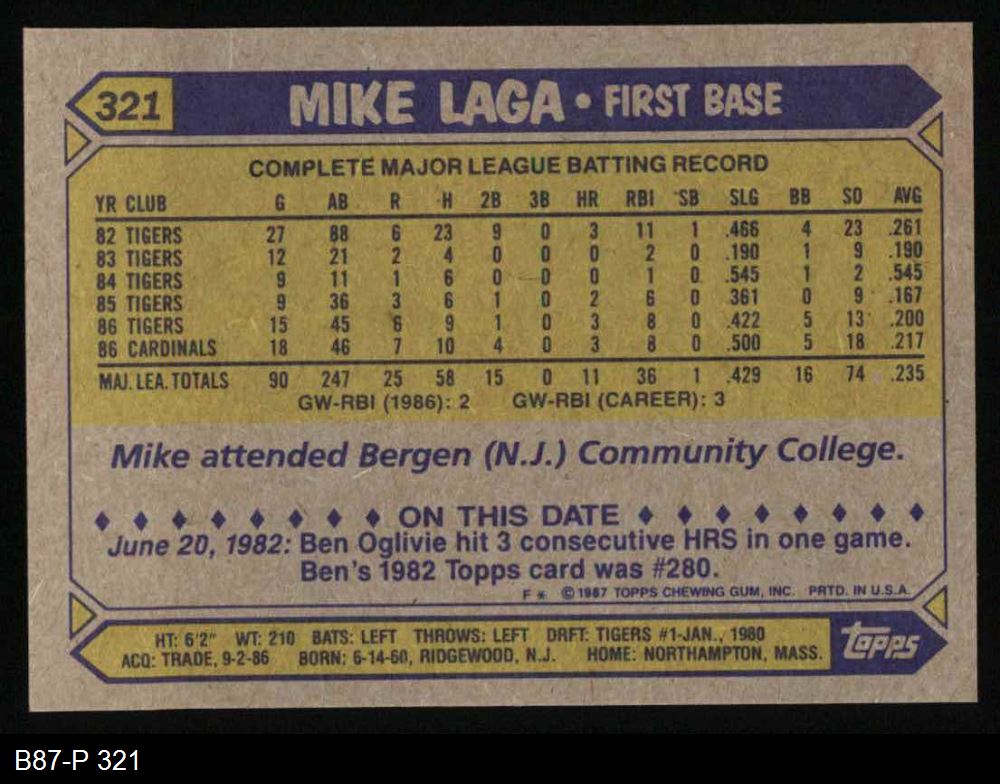 321 MIKE LAGA • FIRST BASE
COMPLETE MAJOR LEAGUE BATTING RECORD
YR CLUB G AB R H 2B 3B HR RBI SB SLG BB SO AVG
82 TIGERS 27 88 6 23 9 0 3 11 1 .466 4 23 .261
83 TIGERS 12 21 2 4 0 0 0 2 0 .190 1 9 .190
84 TIGERS 9 11 1 6 0 0 0 1 0 .545 1 2 .545
85 TIGERS 9 36 3 6 1 0 2 6 0 .361 0 9 .167
86 TIGERS 15 45 6 9 1 0 3 8 0 .422 5 13 .200
86 CARDINALS 18 46 7 10 4 0 3 8 0 .500 5 18 .217
MAJ. LEA. TOTALS 90 247 25 58 15 0 11 36 1 .429 16 74 .235
GW-RBI (1986): 2 GW-RBI (CAREER): 3
Mike attended Bergen (N.J.) Community College.
♦ ♦ ♦ ♦ ♦ ♦ ♦ ♦ ON THIS DATE ♦ ♦ ♦ ♦ ♦ ♦ ♦ ♦
June 20, 1982: Ben Oglivie hit 3 consecutive HRS in one game.
Ben's 1982 Topps card was #280.
F * © 1987 TOPPS CHEWING GUM, INC. PRTD. IN U.S.A.
HT: 6'2" WT: 210 BATS: LEFT THROWS: LEFT DRFT: TIGERS #1-JAN., 1980
ACQ: TRADE, 9-2-86 BORN: 6-14-60, RIDGEWOOD, N.J. HOME: NORTHAMPTON, MASS.
topps
B87-P 321